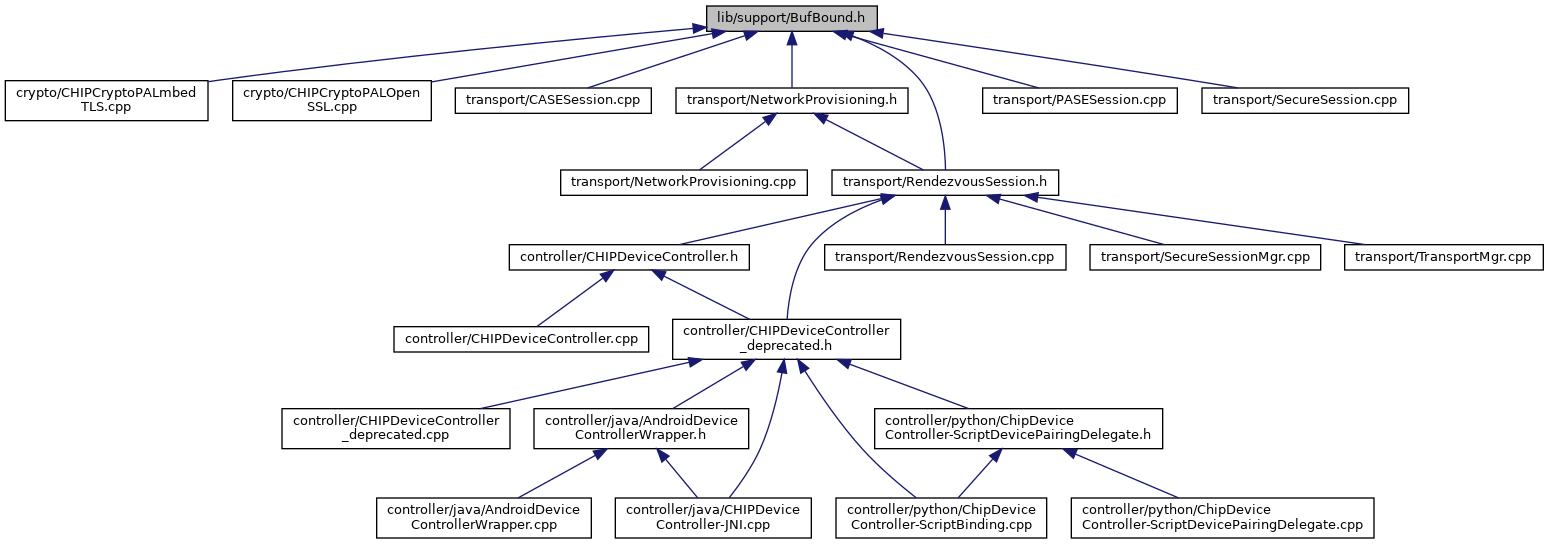 lib/support/BufBound.h
crypto/CHIPCryptoPALmbed
TLS.cpp
crypto/CHIPCryptoPALOpen
SSL.cpp
transport/CASESession.cpp
transport/NetworkProvisioning.h
transport/PASESession.cpp
transport/SecureSession.cpp
transport/NetworkProvisioning.cpp
transport/RendezvousSession.h
controller/CHIPDeviceController.h
transport/RendezvousSession.cpp
transport/SecureSessionMgr.cpp
transport/TransportMgr.cpp
controller/CHIPDeviceController.cpp
controller/CHIPDeviceController
_deprecated.h
controller/CHIPDeviceController
_deprecated.cpp
controller/java/AndroidDevice
ControllerWrapper.h
controller/python/ChipDevice
Controller-ScriptDevicePairingDelegate.h
controller/java/AndroidDevice
ControllerWrapper.cpp
controller/java/CHIPDevice
Controller-JNI.cpp
controller/python/ChipDevice
Controller-ScriptBinding.cpp
controller/python/ChipDevice
Controller-ScriptDevicePairingDelegate.cpp